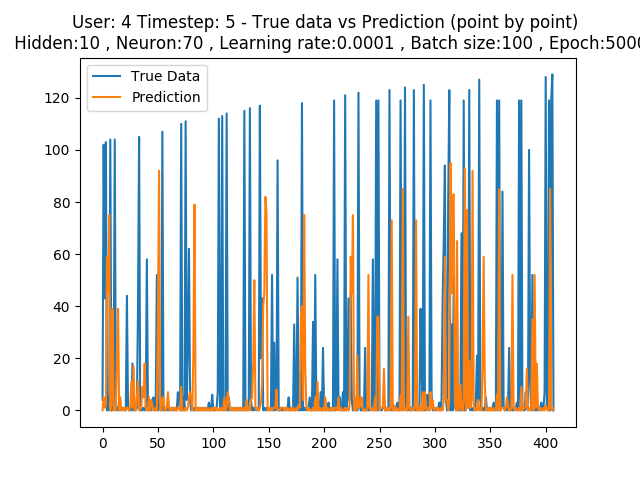 User: 4 Timestep: 5 - True data vs Prediction (point by point)
Hidden:10 , Neuron:70 , Learning rate:0.0001 , Batch size:100 , Epoch:5000
True Data
Prediction
120
100
80
60
40
20
0
0 50 100 150 200 250 300 350 400